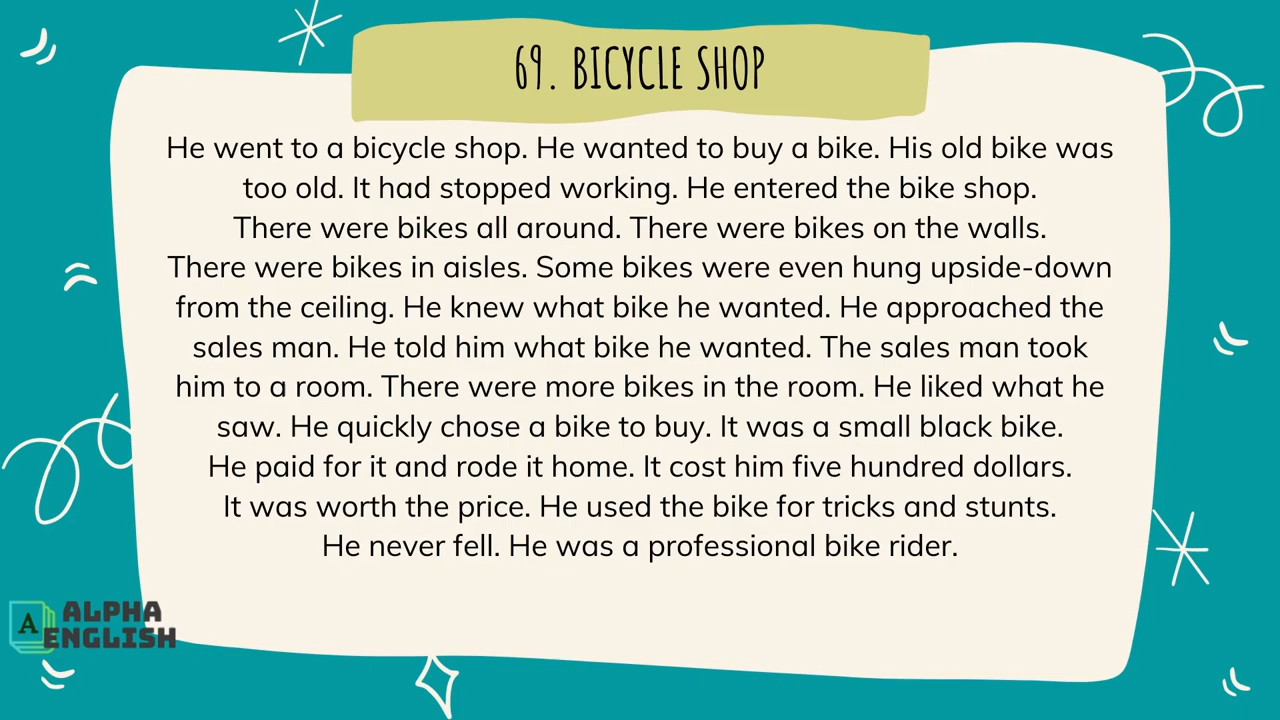 69. BICYCLE SHOP
He went to a bicycle shop. He wanted to buy a bike. His old bike was
too old. It had stopped working. He entered the bike shop.
There were bikes all around. There were bikes on the walls.
There were bikes in aisles. Some bikes were even hung upside-down
from the ceiling. He knew what bike he wanted. He approached the
sales man. He told him what bike he wanted. The sales man took
him to a room. There were more bikes in the room. He liked what he
saw. He quickly chose a bike to buy. It was a small black bike.
He paid for it and rode it home. It cost him five hundred dollars.
It was worth the price. He used the bike for tricks and stunts.
He never fell. He was a professional bike rider.
A
ALPHA
ENGLISH